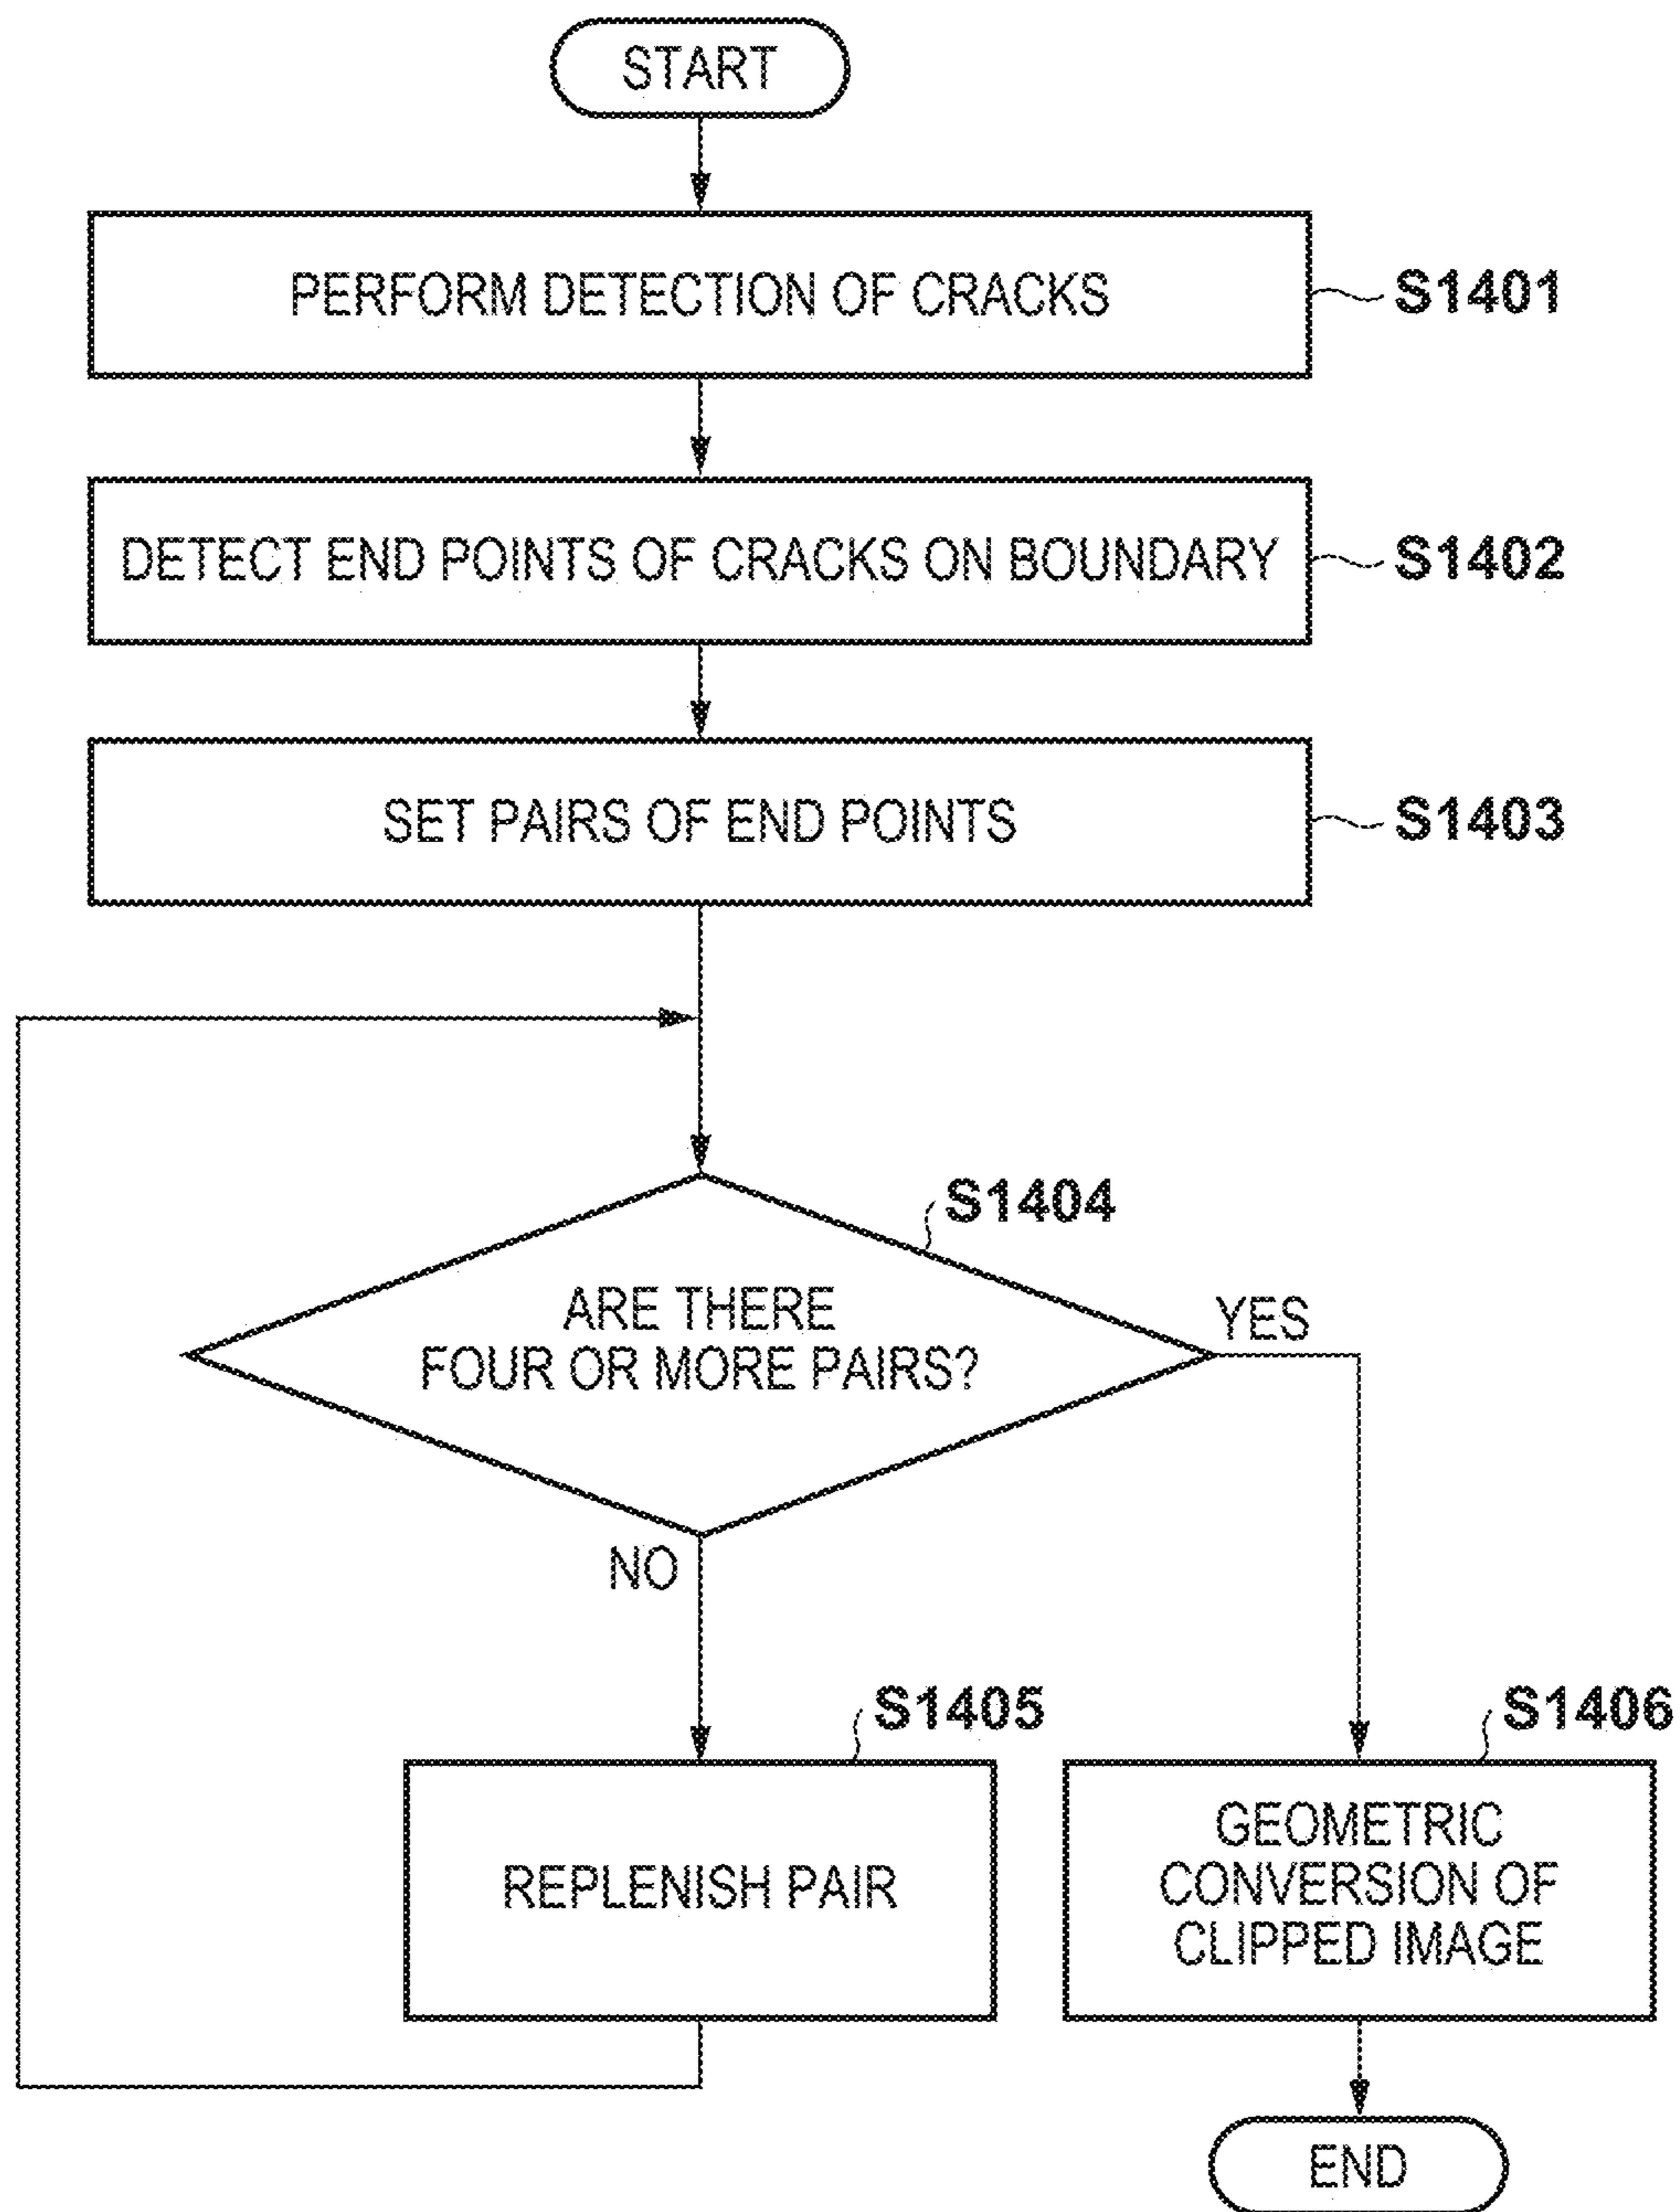 START
PERFORM DETECTION OF CRACKS
S1401
DETECT END POINTS OF CRACKS ON BOUNDARY
S1402
SET PAIRS OF END POINTS
S1403
S1404
ARE THERE
FOUR OR MORE PAIRS?
YES
NO
S1405
REPLENISH PAIR
S1406
GEOMETRIC
CONVERSION OF
CLIPPED IMAGE
END